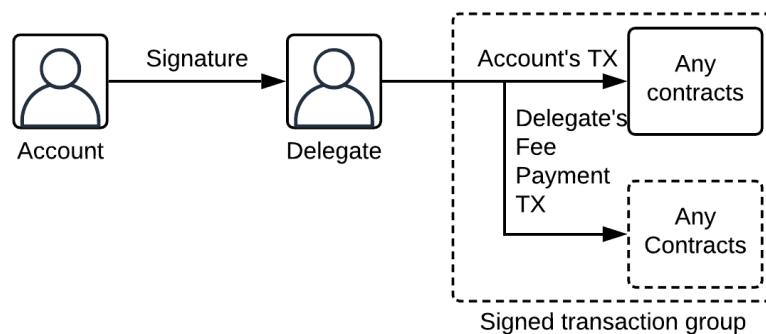 Signature
Account
Delegate
Account's TX
Any
contracts
Delegate's
Fee
Payment
TX
Any
Contracts
Signed transaction group